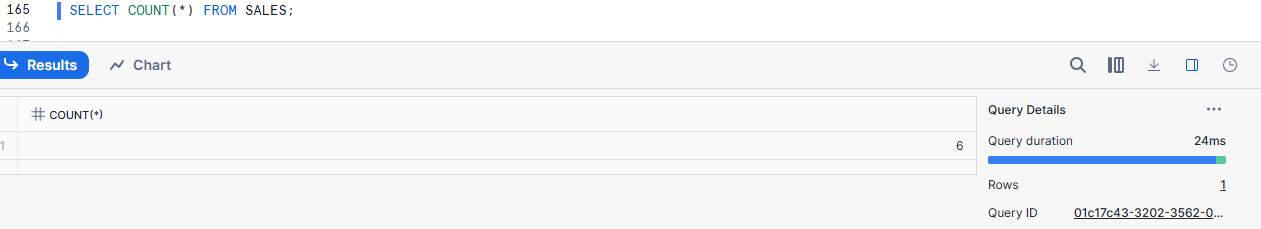 165 SELECT COUNT(*) FROM SALES;
166
Results Chart
COUNT(*)
1 6
Query Details ...
Query duration 24ms
Rows 1
Query ID 01c17c43-3202-3562-0...